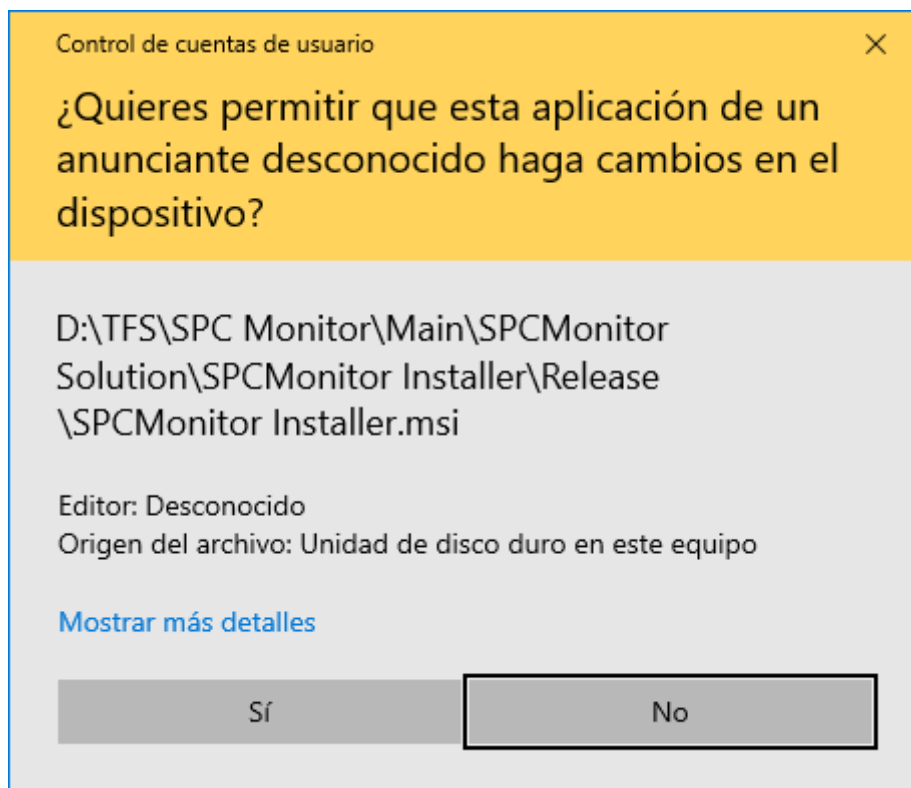 Control de cuentas de usuario
¿Quieres permitir que esta aplicación de un
anunciante desconocido haga cambios en el
dispositivo?
D:\TFS\SPC Monitor\Main\SPCMonitor
Solution\SPCMonitor Installer\Release
\SPCMonitor Installer.msi
Editor: Desconocido
Origen del archivo: Unidad de disco duro en este equipo
Mostrar más detalles
Sí
No